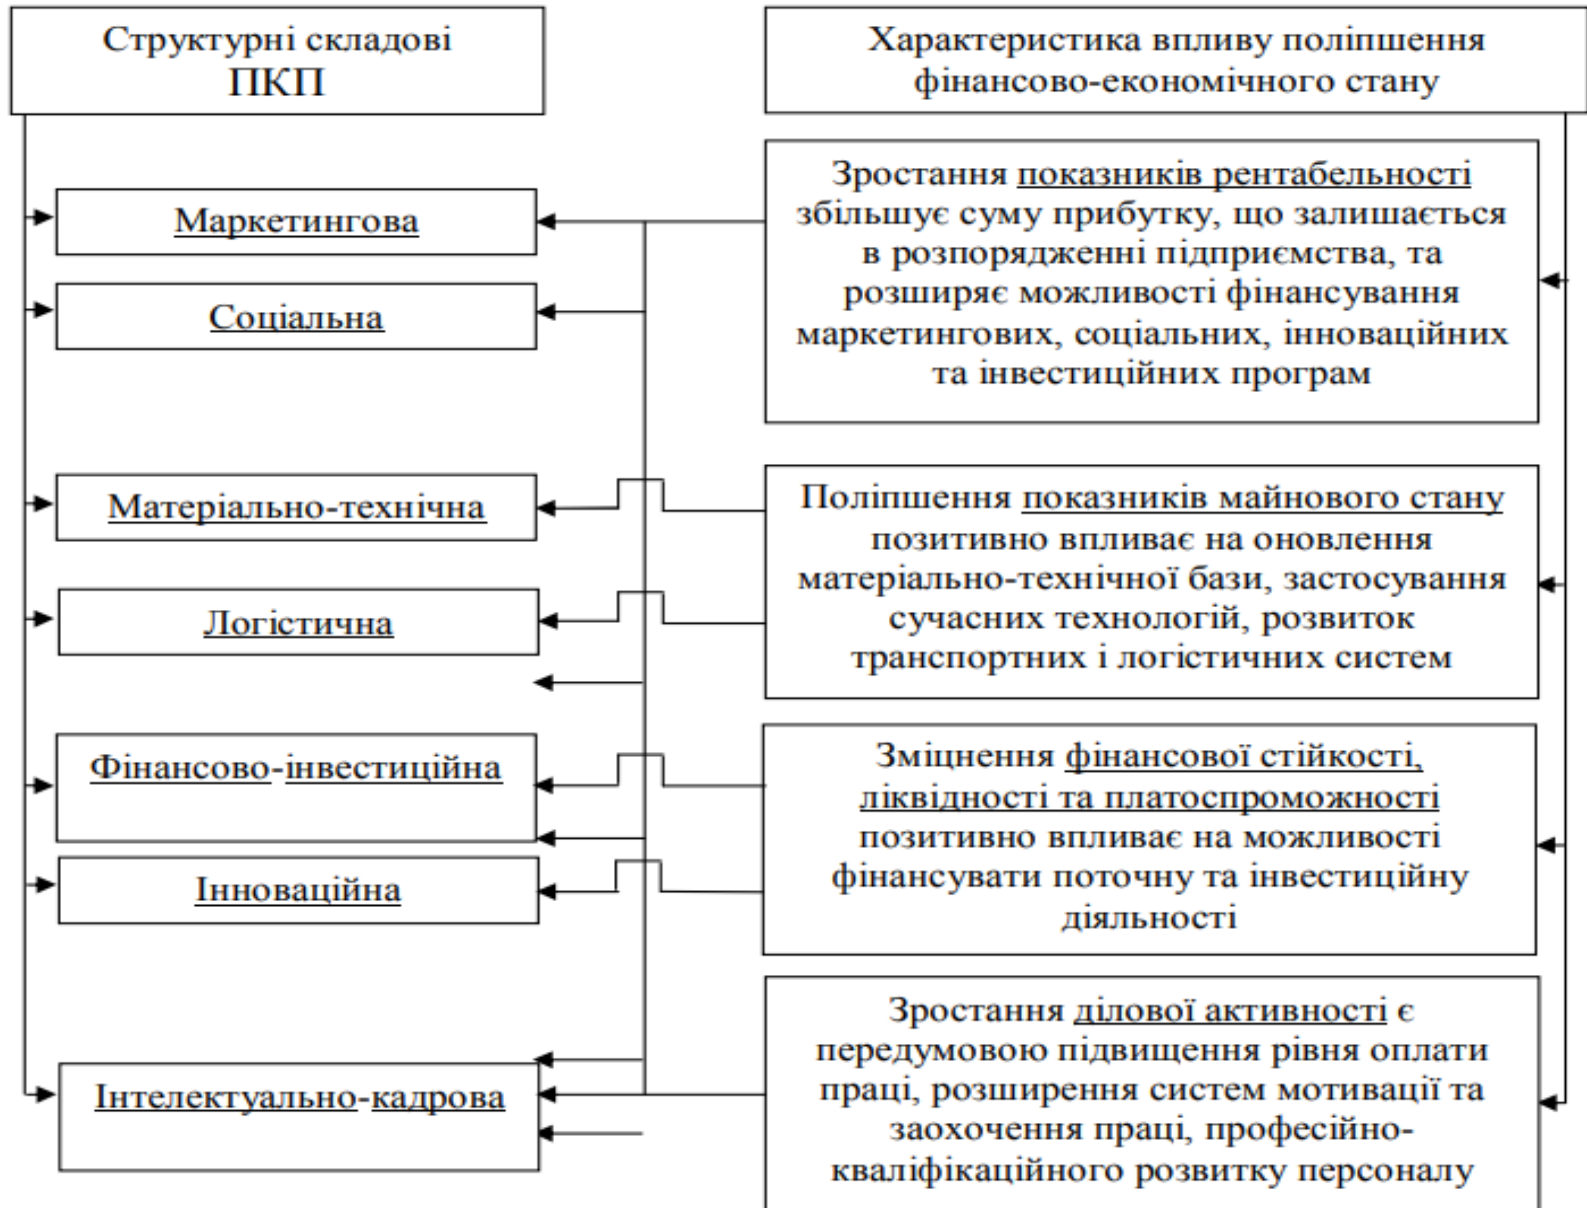 Структурні складові
ПКП
Маркетингова
Соціальна
Матеріально-технічна
Логістична
Фінансово-інвестиційна
Інноваційна
Інтелектуально-кадрова
Характеристика впливу поліпшення
фінансово-економічного стану
Зростання показників рентабельності
збільшує суму прибутку, що залишається
в розпорядженні підприємства, та
розширяє можливості фінансування
маркетингових, соціальних, інноваційних
та інвестиційних програм
Поліпшення показників майнового стану
позитивно впливає на оновлення
матеріально-технічної бази, застосування
сучасних технологій, розвиток
транспортних і логістичних систем
Зміцнення фінансової стійкості,
ліквідності та платоспроможності
позитивно впливає на можливості
фінансувати поточну та інвестиційну
діяльності
Зростання ділової активності є
передумовою підвищення рівня оплати
праці, розширення систем мотивації та
заохочення праці, професійно-
кваліфікаційного розвитку персоналу